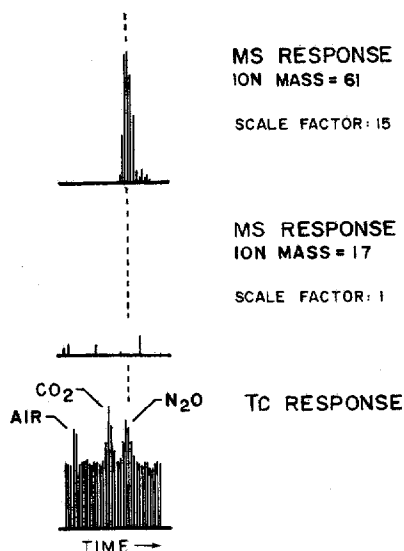 MS RESPONSE
ION MASS = 61
SCALE FACTOR: 15
MS RESPONSE
ION MASS = 17
SCALE FACTOR: 1
CO₂
AIR
N₂O
TC RESPONSE
TIME →